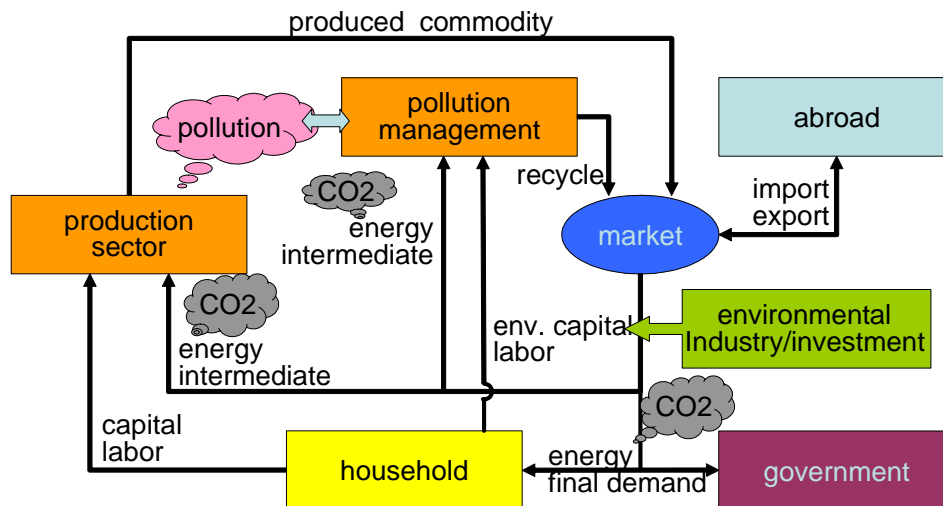 produced commodity
pollution
pollution
management
abroad
recycle
import
export
CO2
production
sector
energy
intermediate
market
CO2
energy
intermediate
env. capital
labor
environmental
Industry/investment
CO2
capital
labor
household
energy
final demand
government